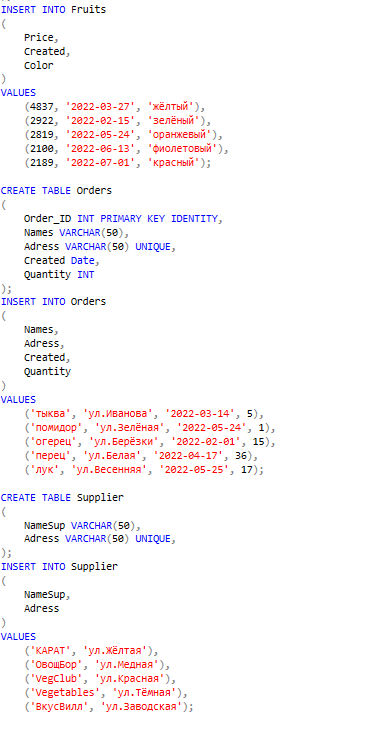 INSERT INTO Fruits
(
Price,
Created,
Color
)
VALUES
(4837, '2022-03-27', 'жёлтый'),
(2922, '2022-02-15', 'зелёный'),
(2819, '2022-05-24', 'оранжевый'),
(2100, '2022-06-13', 'фиолетовый'),
(2189, '2022-07-01', 'красный');
CREATE TABLE Orders
(
Order_ID INT PRIMARY KEY IDENTITY,
Names VARCHAR(50),
Adress VARCHAR(50) UNIQUE,
Created Date,
Quantity INT
);
INSERT INTO Orders
(
Names,
Adress,
Created,
Quantity
)
VALUES
('тыква', 'ул.Иванова', '2022-03-14', 5),
('помидор', 'ул.Зелёная', '2022-05-24', 1),
('огерец', 'ул.Берёзки', '2022-02-01', 15),
('перец', 'ул.Белая', '2022-04-17', 36),
('лук', 'ул.Весенняя', '2022-05-25', 17);
CREATE TABLE Supplier
(
NameSup VARCHAR(50),
Adress VARCHAR(50) UNIQUE,
);
INSERT INTO Supplier
(
NameSup,
Adress
)
VALUES
('КАРАТ', 'ул.Жёлтая'),
('ОвощБор', 'ул.Медная'),
('VegClub', 'ул.Красная'),
('Vegetables', 'ул.Тёмная'),
('ВкусВилл', 'ул.Заводская');